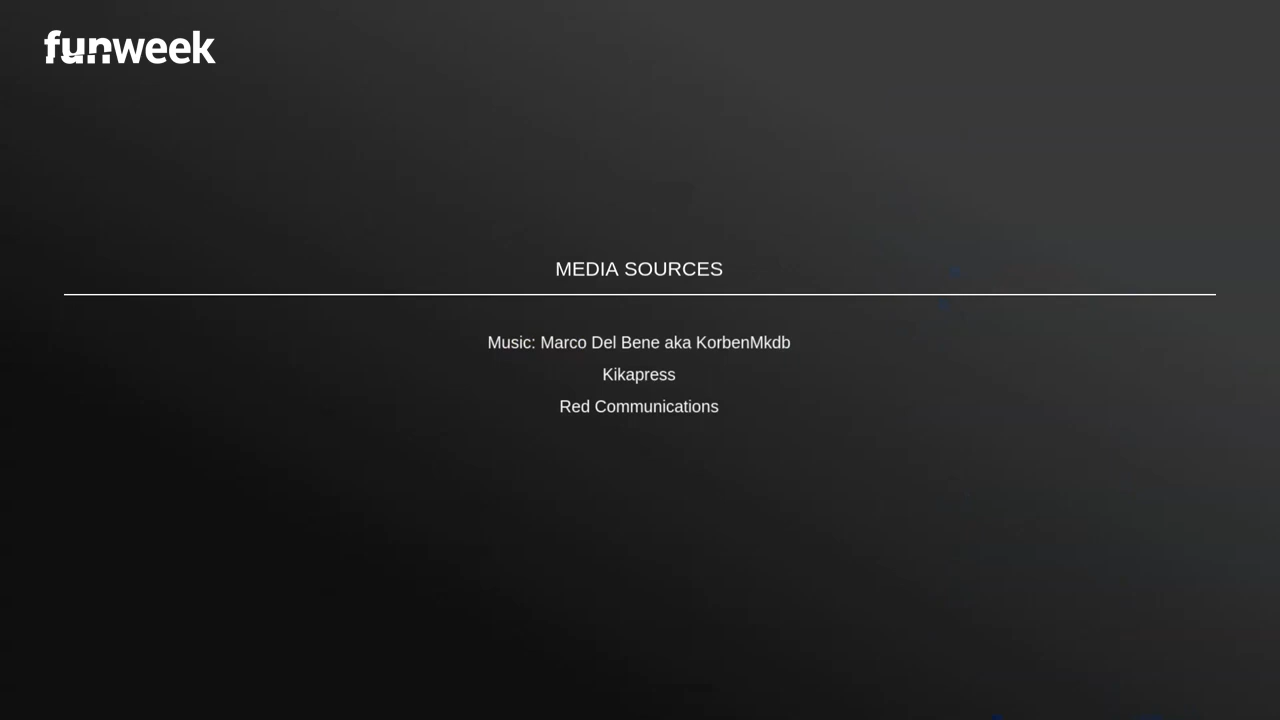 funweek
MEDIA SOURCES
Music: Marco Del Bene aka KorbenMkdb
Kikapress
Red Communications